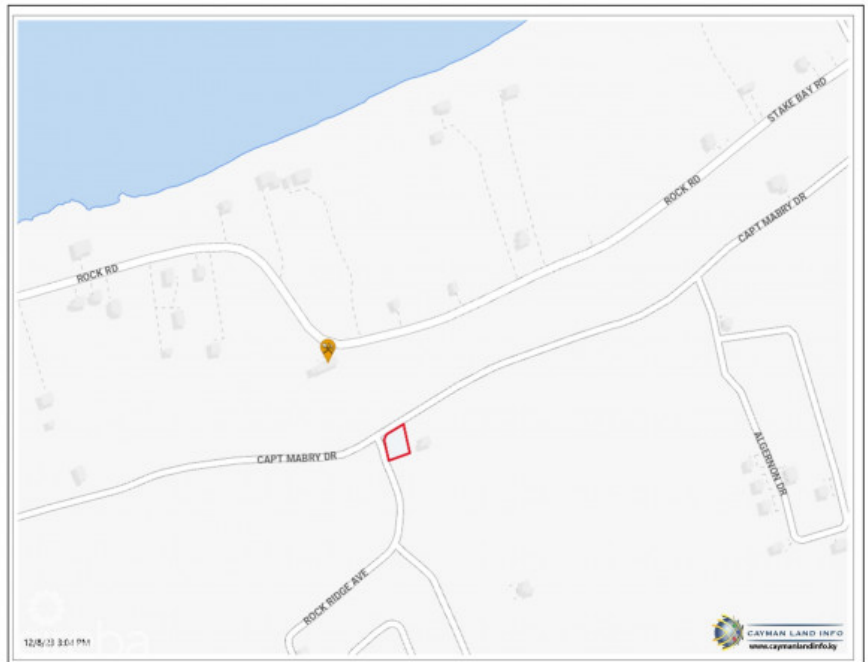 STAKE BAY RD
ROCK RD
CAPT MABRY DR
ROCK RD
CAPT MABRY DR
ALGERNON DR
ROCK RIDGE AVE
12/8/23 3:04 PM
CAYMAN LAND INFO
www.caymanlandinfo.ky